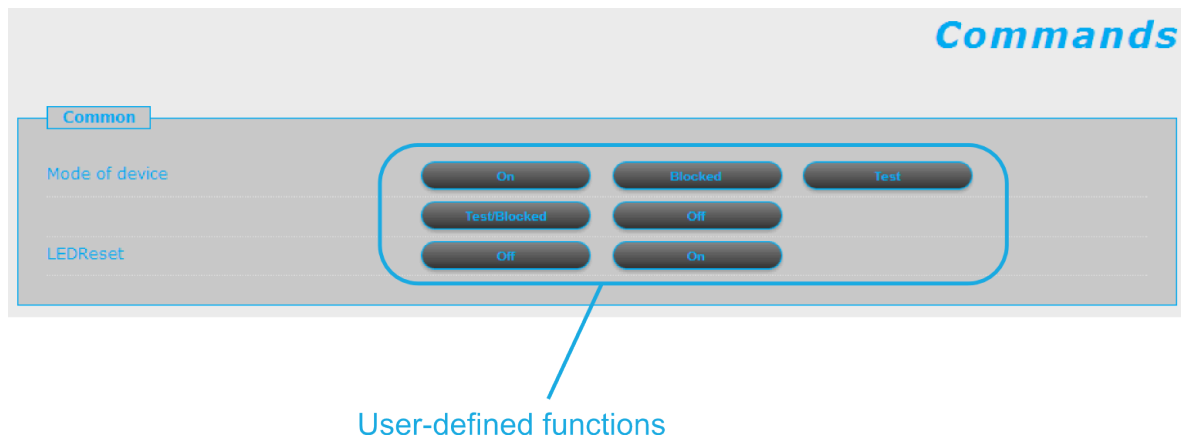 Commands
Common
Mode of device On Blocked Test
Test/Blocked Off
LEDReset Off On
User-defined functions